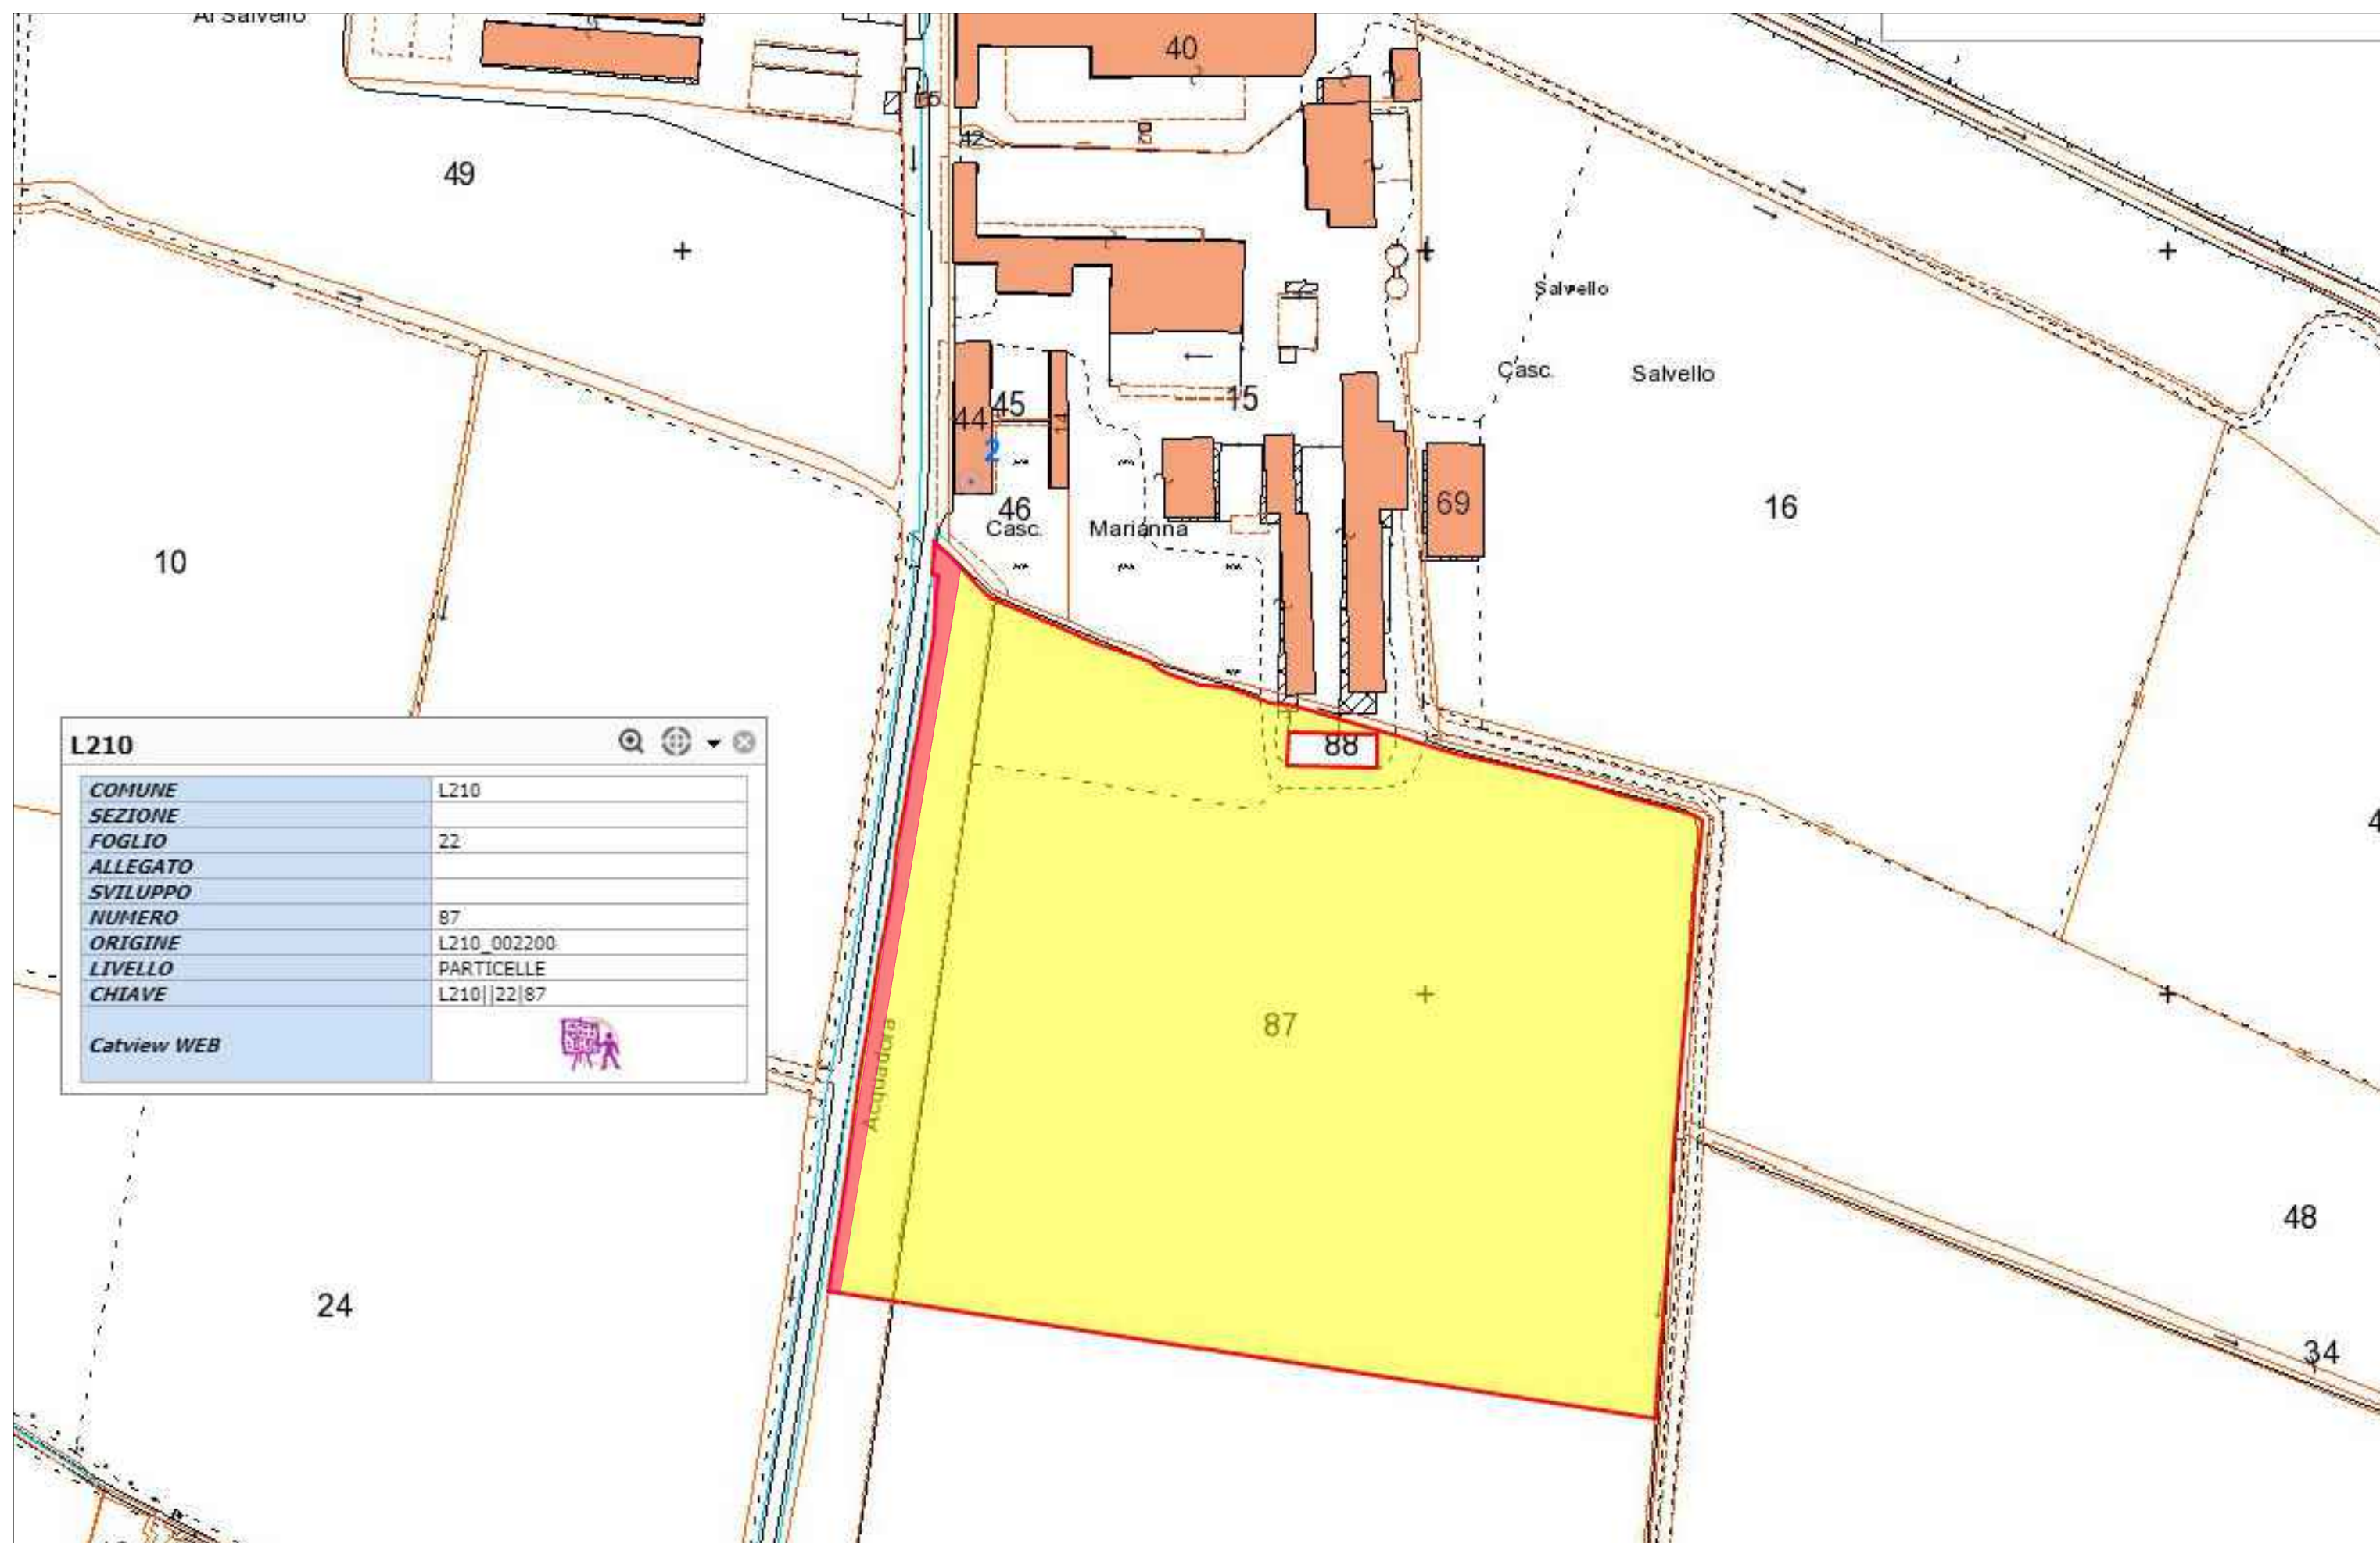 Al Salvello
40
42
49
Salvello
Casc. Salvello
45
15
44
14
2
46
69
16
Casc. Marianna
10
88
L210
COMUNE L210
SEZIONE
FOGLIO 22
ALLEGATO
SVILUPPO
NUMERO 87
ORIGINE L210_002200
LIVELLO PARTICELLE
CHIAVE L210||22|87
Catview WEB
87
Acquadora
48
24
34